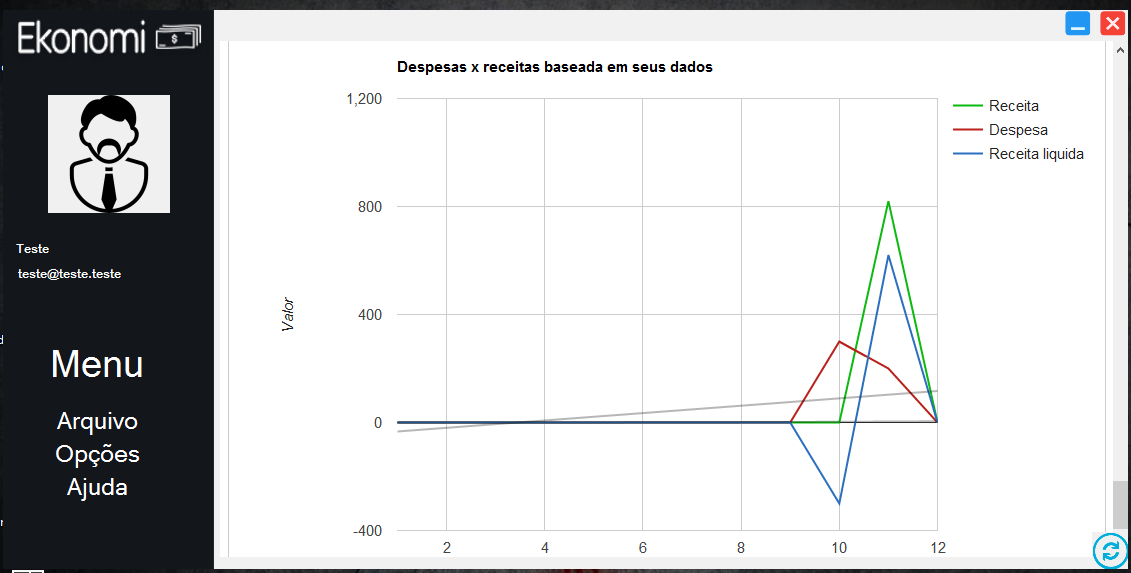 Ekonomi
$
Teste
teste@teste.teste
Menu
Arquivo
Opções
Ajuda
Despesas x receitas baseada em seus dados
Valor
1,200
800
400
0
-400
2 4 6 8 10 12
Receita
Despesa
Receita liquida